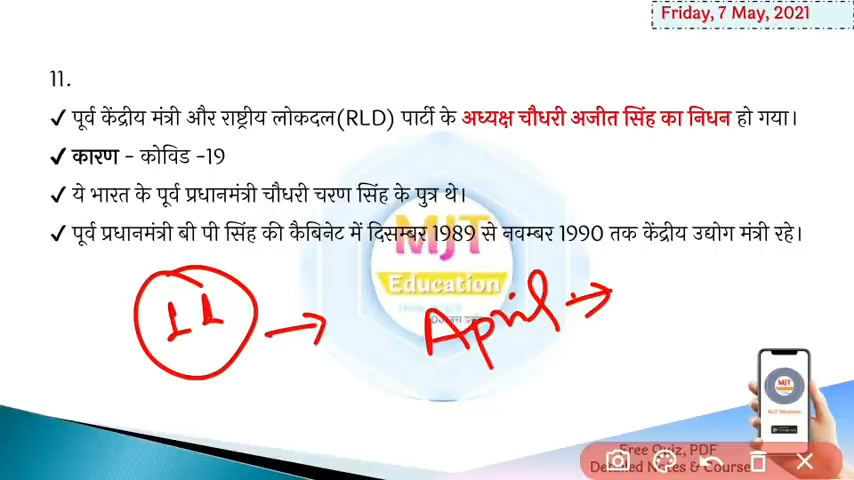 Friday, 7 May, 2021
11.
✓ पूर्व केंद्रीय मंत्री और राष्ट्रीय लोकदल(RLD) पार्टी के अध्यक्ष चौधरी अजीत सिंह का निधन हो गया।
✓ कारण - कोविड -19
✓ ये भारत के पूर्व प्रधानमंत्री चौधरी चरण सिंह के पुत्र थे।
✓ पूर्व प्रधानमंत्री बी पी सिंह की कैबिनेट में दिसम्बर 1989 से नवम्बर 1990 तक केंद्रीय उद्योग मंत्री रहे।
MJT
Education
11 → April →
MJT
Free Quiz, PDF
Detailed Notes & Course